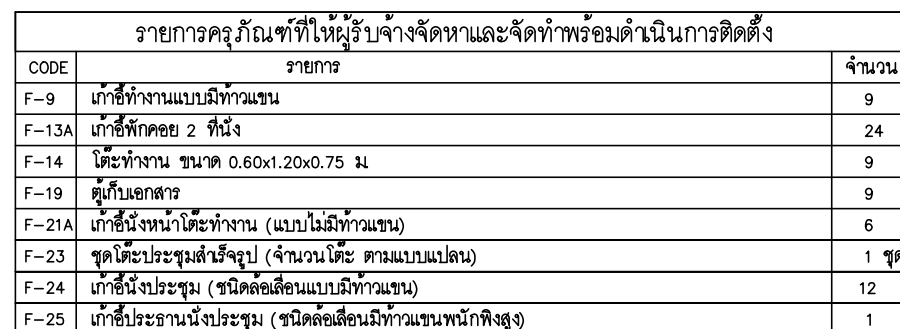 รายการครุภัณฑ์ที่ให้ผู้รับจ้างจัดหาและจัดทำพร้อมดำเนินการติดตั้ง
CODE รายการ จำนวน
F-9 เก้าอี้ทำงานแบบมีท้าวแขน 9
F-13A เก้าอี้พักคอย 2 ที่นั่ง 24
F-14 โต๊ะทำงาน ขนาด 0.60x1.20x0.75 ม. 9
F-19 ตู้เก็บเอกสาร 9
F-21A เก้าอี้นั่งหน้าโต๊ะทำงาน (แบบไม่มีท้าวแขน) 6
F-23 ชุดโต๊ะประชุมสำเร็จรูป (จำนวนโต๊ะ ตามแบบแปลน) 1 ชุด
F-24 เก้าอี้นั่งประชุม (ชนิดล้อเลื่อนแบบมีท้าวแขน) 12
F-25 เก้าอี้ประธานนั่งประชุม (ชนิดล้อเลื่อนมีท้าวแขนพนักพิงสูง) 1